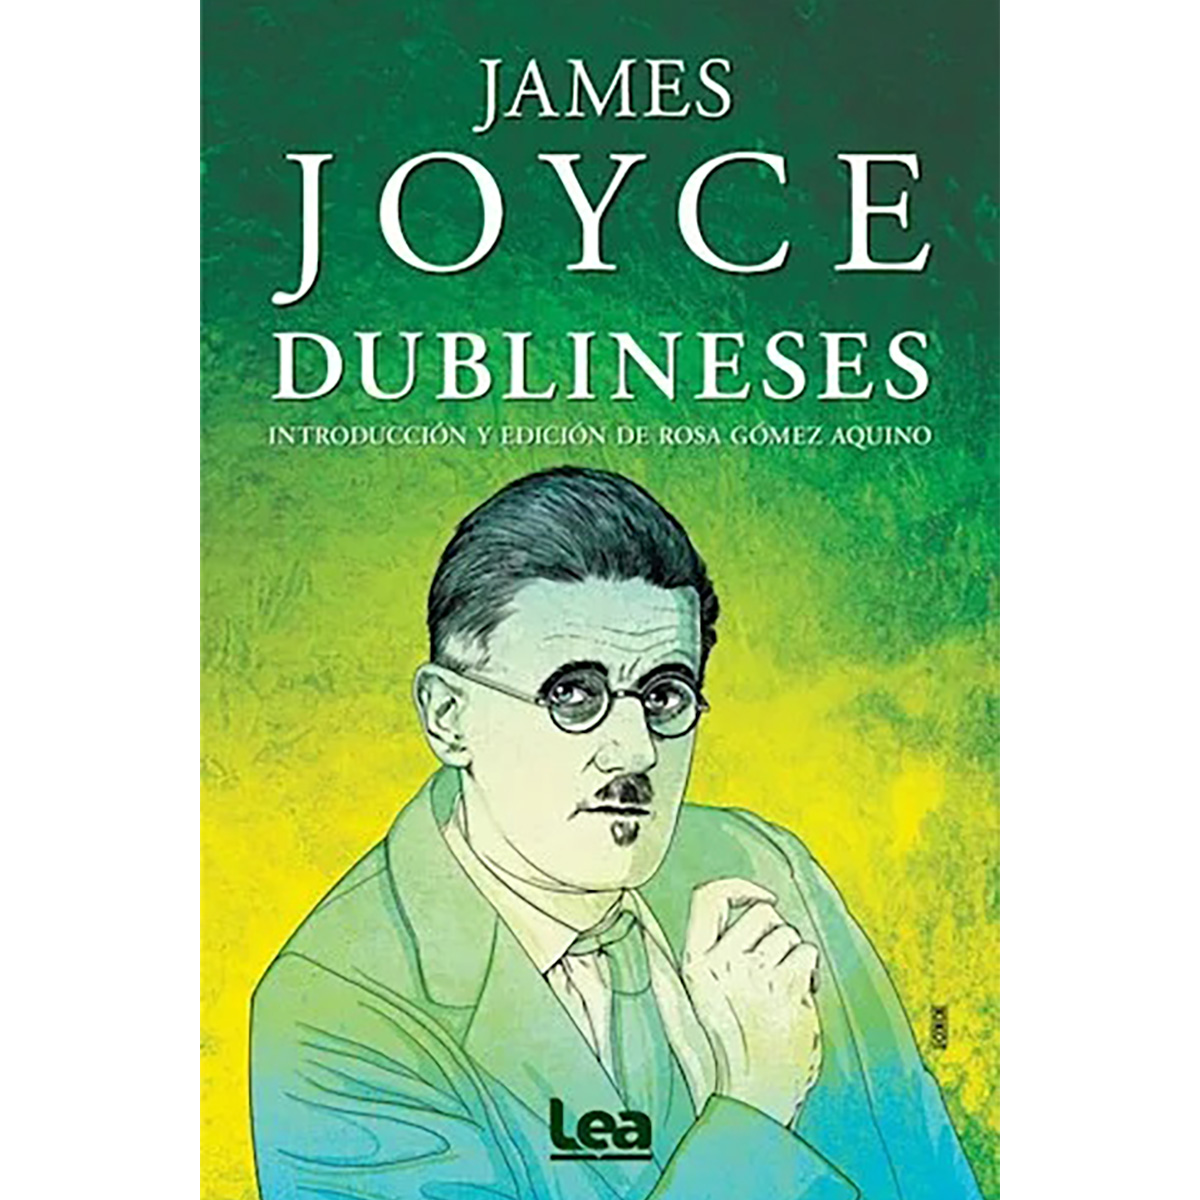 JAMES
JOYCE
DUBLINESES
INTRODUCCIÓN Y EDICIÓN DE ROSA GÓMEZ AQUINO
Lea